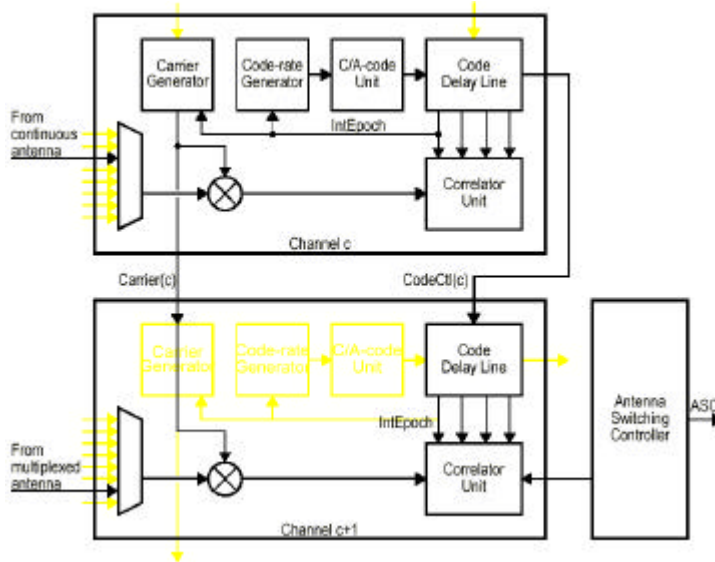 Carrier
Generator
Code-rate
Generator
C/A-code
Unit
Code
Delay Line
From
continuous
antenna
IntEpoch
Correlator
Unit
Channel c
Carrier(c)
CodeCtl(c)
Carrier
Generator
Code-rate
Generator
C/A-code
Unit
Code
Delay Line
Antenna
Switching
Controller
ASC
IntEpoch
From
multiplexed
antenna
Correlator
Unit
Channel c+1